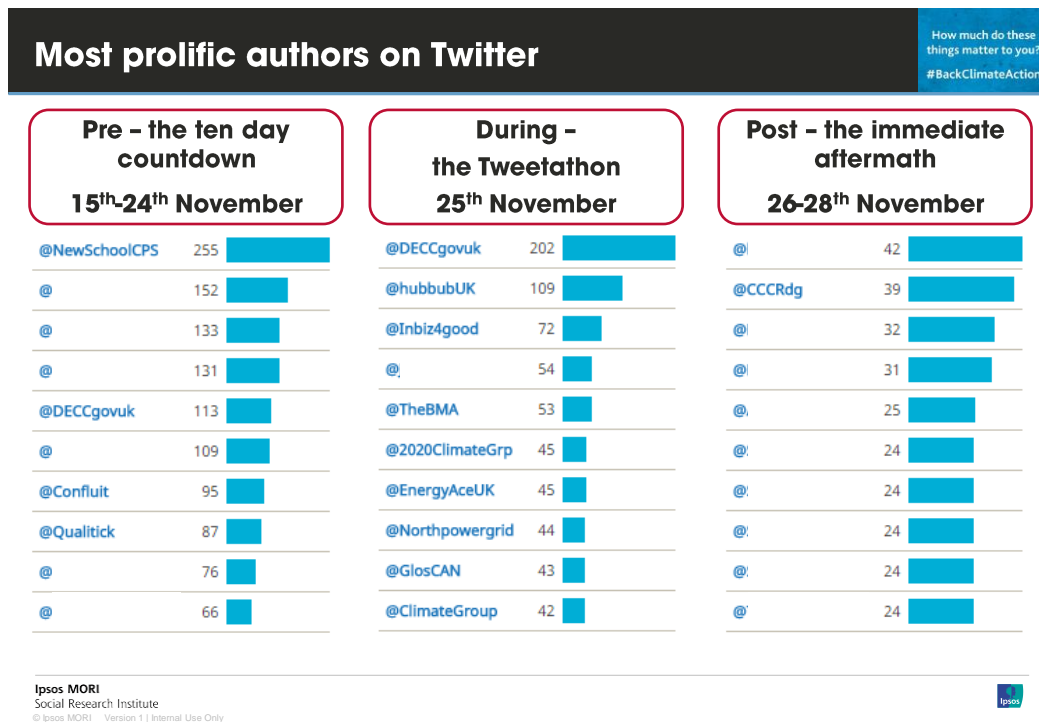 Most prolific authors on Twitter
How much do these
things matter to you?
#BackClimateAction
Pre – the ten day
countdown
15th-24th November
@NewSchoolCPS 255
@ 152
@ 133
@ 131
@DECCgovuk 113
@ 109
@Confluit 95
@Qualitick 87
@ 76
@ 66
During –
the Tweetathon
25th November
@DECCgovuk 202
@hubbubUK 109
@Inbiz4good 72
@ 54
@TheBMA 53
@2020ClimateGrp 45
@EnergyAceUK 45
@Northpowergrid 44
@GlosCAN 43
@ClimateGroup 42
Post – the immediate
aftermath
26-28th November
@ 42
@CCCRdg 39
@ 32
@ 31
@ 25
@ 24
@ 24
@ 24
@ 24
@ 24
Ipsos MORI
Social Research Institute
© Ipsos MORI Version 1 | Internal Use Only
Ipsos